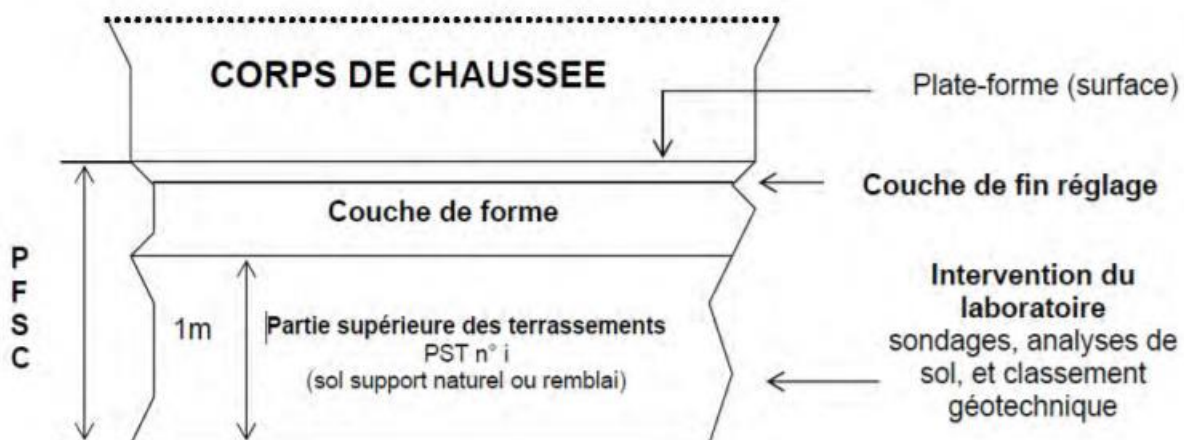 CORPS DE CHAUSSEE
Plate-forme (surface)
Couche de fin réglage
Couche de forme
P
F
S
C
1m
Partie supérieure des terrassements
PST n° i
(sol support naturel ou remblai)
Intervention du
laboratoire
sondages, analyses de
sol, et classement
géotechnique